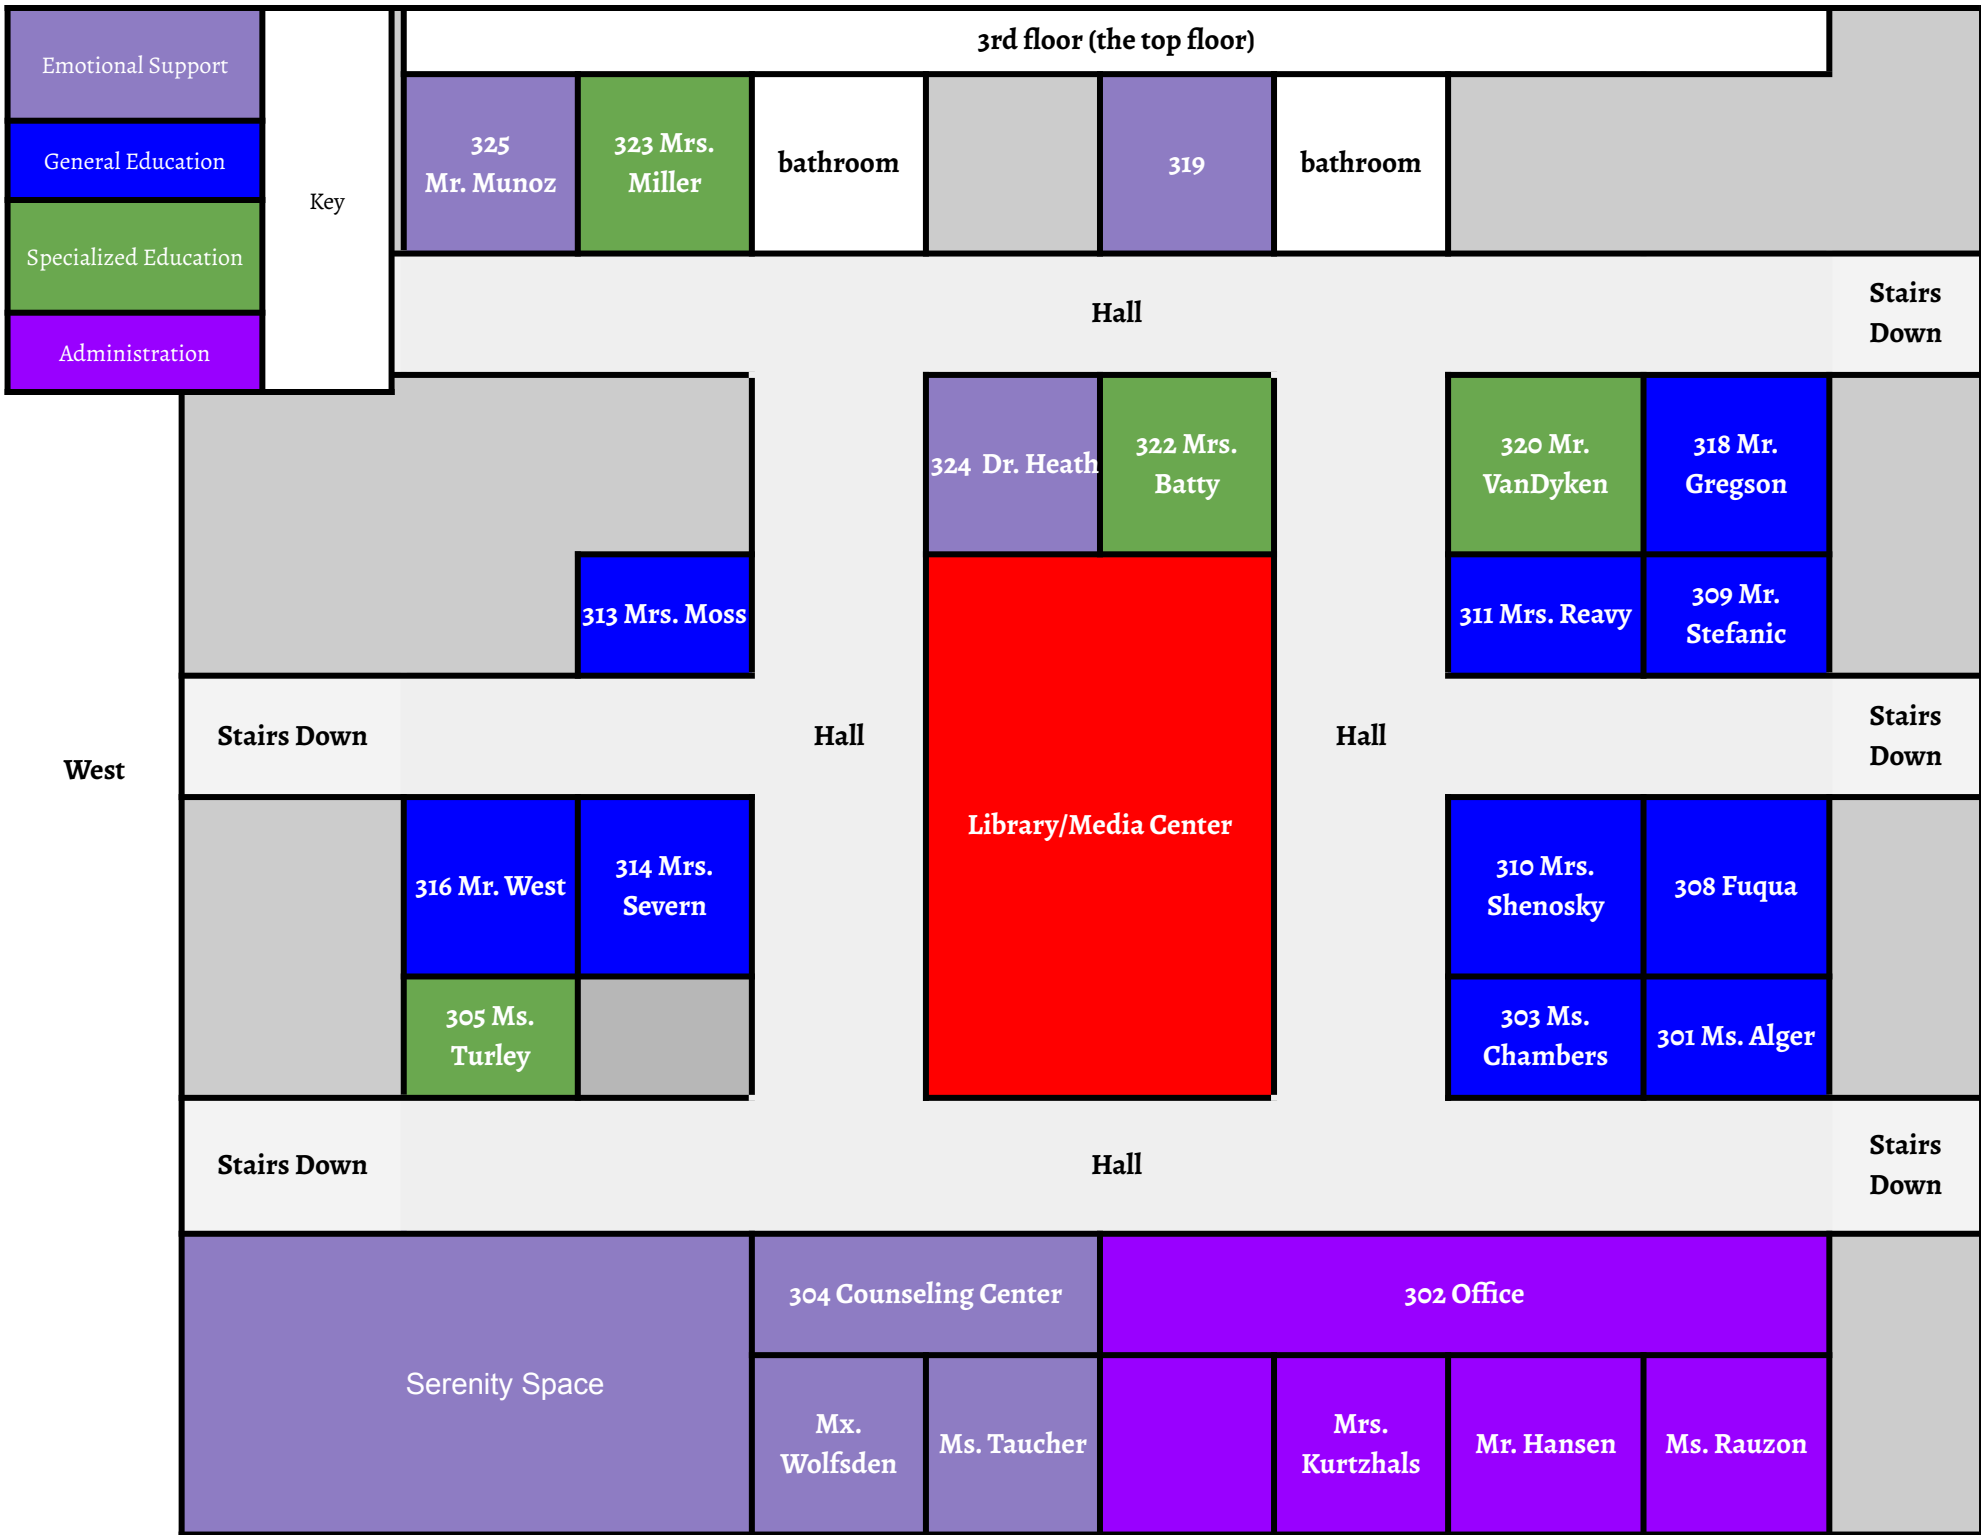 Emotional Support
General Education
Specialized Education
Administration
Key
3rd floor (the top floor)
325
Mr. Munoz
323 Mrs.
Miller
bathroom
319
bathroom
Hall
Stairs
Down
324 Dr. Heath
322 Mrs.
Batty
320 Mr.
VanDyken
318 Mr.
Gregson
313 Mrs. Moss
311 Mrs. Reavy
309 Mr.
Stefanic
West
Stairs Down
Hall
Library/Media Center
Hall
Stairs
Down
316 Mr. West
314 Mrs.
Severn
310 Mrs.
Shenosky
308 Fuqua
305 Ms.
Turley
303 Ms.
Chambers
301 Ms. Alger
Stairs Down
Hall
Stairs
Down
Serenity Space
304 Counseling Center
302 Office
Mx.
Wolfsden
Ms. Taucher
Mrs.
Kurtzhals
Mr. Hansen
Ms. Rauzon